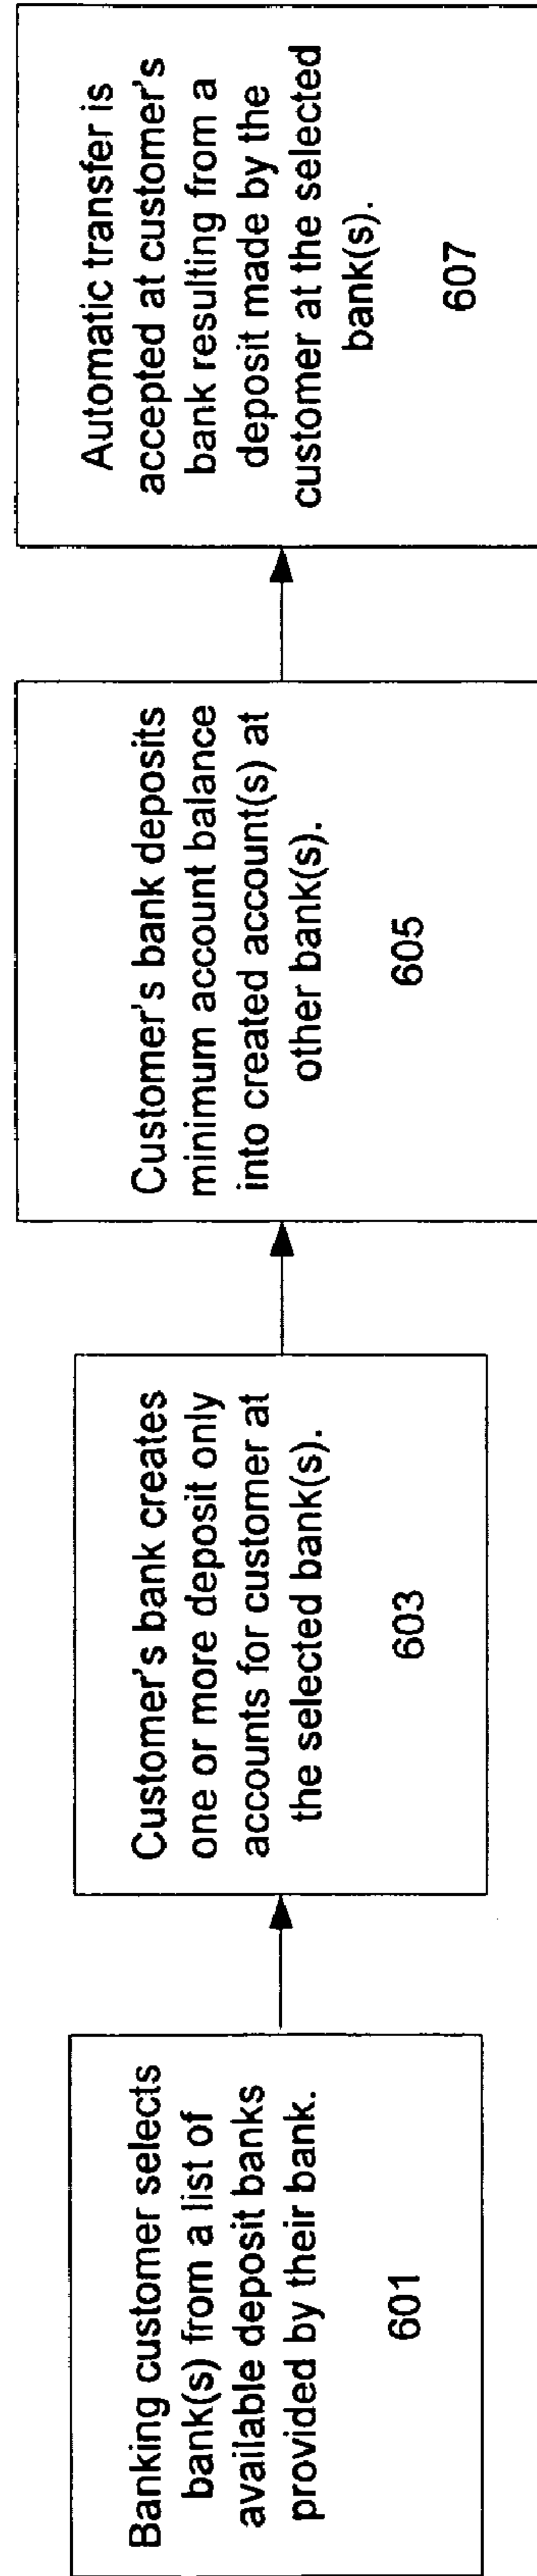 Banking customer selects
bank(s) from a list of
available deposit banks
provided by their bank.
601
Customer's bank creates
one or more deposit only
accounts for customer at
the selected bank(s).
603
Customer's bank deposits
minimum account balance
into created account(s) at
other bank(s).
605
Automatic transfer is
accepted at customer's
bank resulting from a
deposit made by the
customer at the selected
bank(s).
607